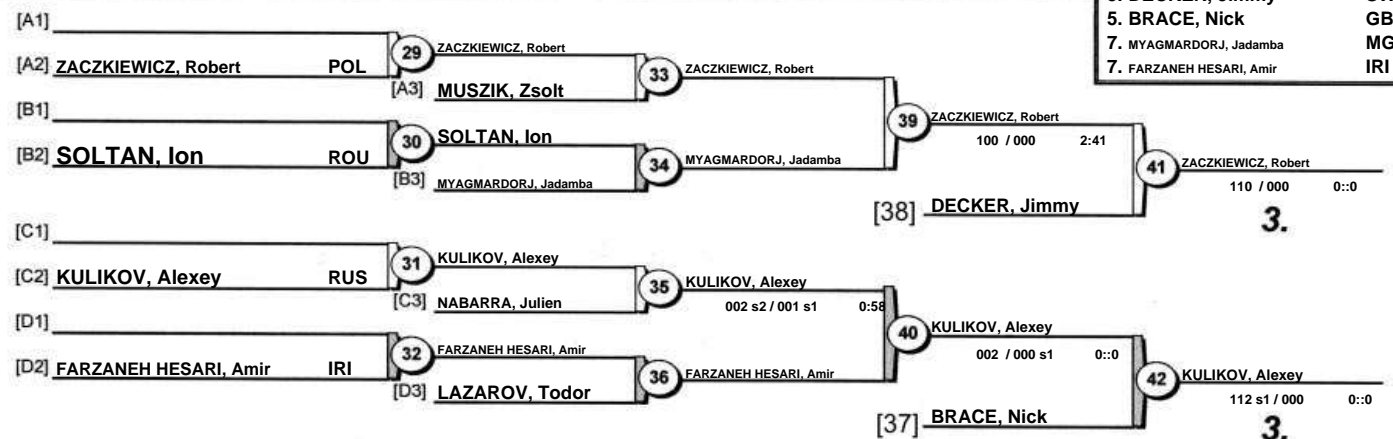 5. BRACE, Nick GB
7. MYAGMARDORJ, Jadamba MG
7. FARZANEH HESARI, Amir IRI
[A1]
29 ZACZKIEWICZ, Robert
[A2] ZACZKIEWICZ, Robert POL
33 ZACZKIEWICZ, Robert
[A3] MUSZIK, Zsolt
[B1]
39 ZACZKIEWICZ, Robert
100 / 000 2:41
30 SOLTAN, Ion
[B2] SOLTAN, Ion ROU
34 MYAGMARDORJ, Jadamba
41 ZACZKIEWICZ, Robert
110 / 000 0::0
[B3] MYAGMARDORJ, Jadamba
[38] DECKER, Jimmy
3.
[C1]
31 KULIKOV, Alexey
[C2] KULIKOV, Alexey RUS
35 KULIKOV, Alexey
002 s2 / 001 s1 0:58
[C3] NABARRA, Julien
[D1]
40 KULIKOV, Alexey
002 / 000 s1 0::0
32 FARZANEH HESARI, Amir
[D2] FARZANEH HESARI, Amir IRI
36 FARZANEH HESARI, Amir
42 KULIKOV, Alexey
112 s1 / 000 0::0
[D3] LAZAROV, Todor
[37] BRACE, Nick
3.